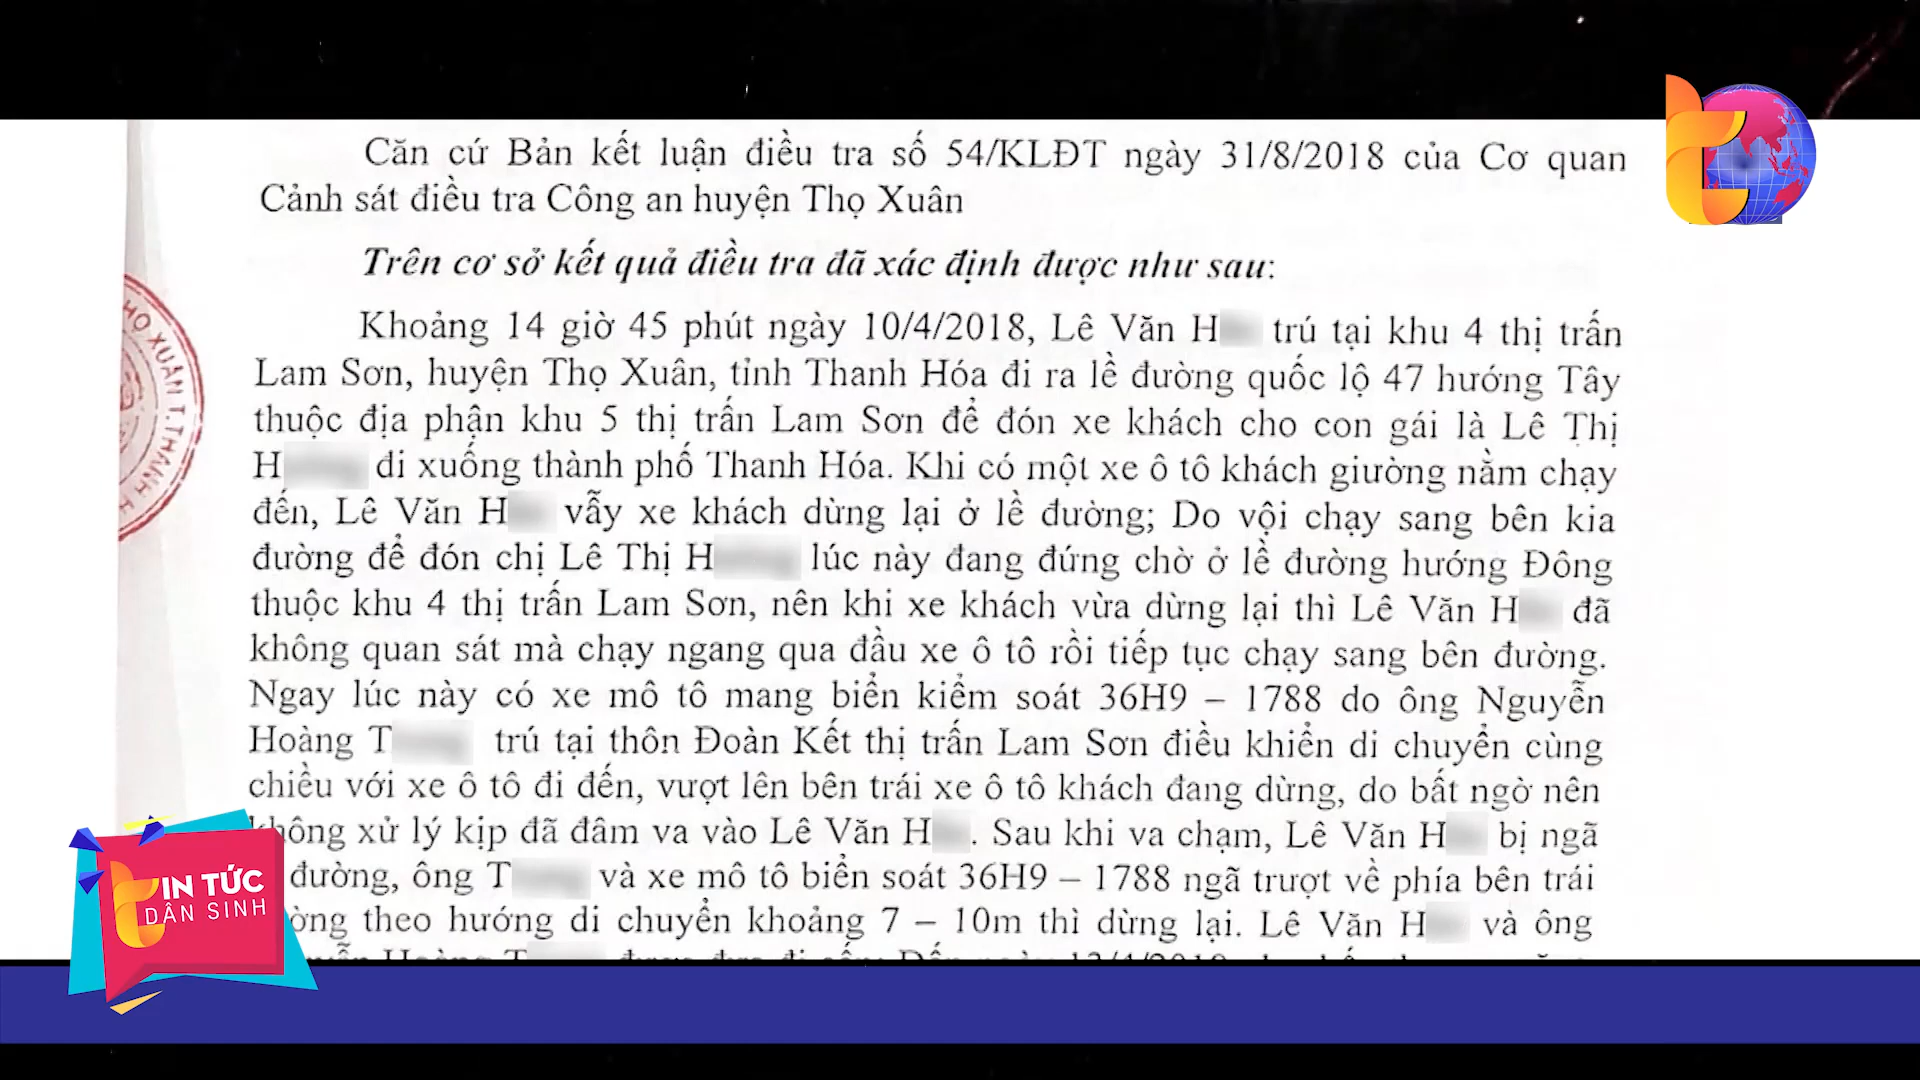 Căn cứ Bản kết luận điều tra số 54/KLĐT ngày 31/8/2018 của Cơ quan
Cảnh sát điều tra Công an huyện Thọ Xuân
Trên cơ sở kết quả điều tra đã xác định được như sau:
Khoảng 14 giờ 45 phút ngày 10/4/2018, Lê Văn H trú tại khu 4 thị trấn
Lam Sơn, huyện Thọ Xuân, tỉnh Thanh Hóa đi ra lề đường quốc lộ 47 hướng Tây
thuộc địa phận khu 5 thị trấn Lam Sơn để đón xe khách cho con gái là Lê Thị
H đi xuống thành phố Thanh Hóa. Khi có một xe ô tô khách giường nằm chạy
đến, Lê Văn H vẫy xe khách dừng lại ở lề đường; Do vội chạy sang bên kia
đường để đón chị Lê Thị H lúc này đang đứng chờ ở lề đường hướng Đông
thuộc khu 4 thị trấn Lam Sơn, nên khi xe khách vừa dừng lại thì Lê Văn H đã
không quan sát mà chạy ngang qua đầu xe ô tô rồi tiếp tục chạy sang bên đường.
Ngay lúc này có xe mô tô mang biển kiểm soát 36H9 – 1788 do ông Nguyễn
Hoàng T trú tại thôn Đoàn Kết thị trấn Lam Sơn điều khiển di chuyển cùng
chiều với xe ô tô đi đến, vượt lên bên trái xe ô tô khách đang dừng, do bất ngờ nên
không xử lý kịp đã đâm va vào Lê Văn H. Sau khi va chạm, Lê Văn H bị ngã
đường, ông T và xe mô tô biển soát 36H9 – 1788 ngã trượt về phía bên trái
theo hướng di chuyển khoảng 7 – 10m thì dừng lại. Lê Văn H và ông
HỌ XUÂN T.THANH H
TIN TỨC
DÂN SINH